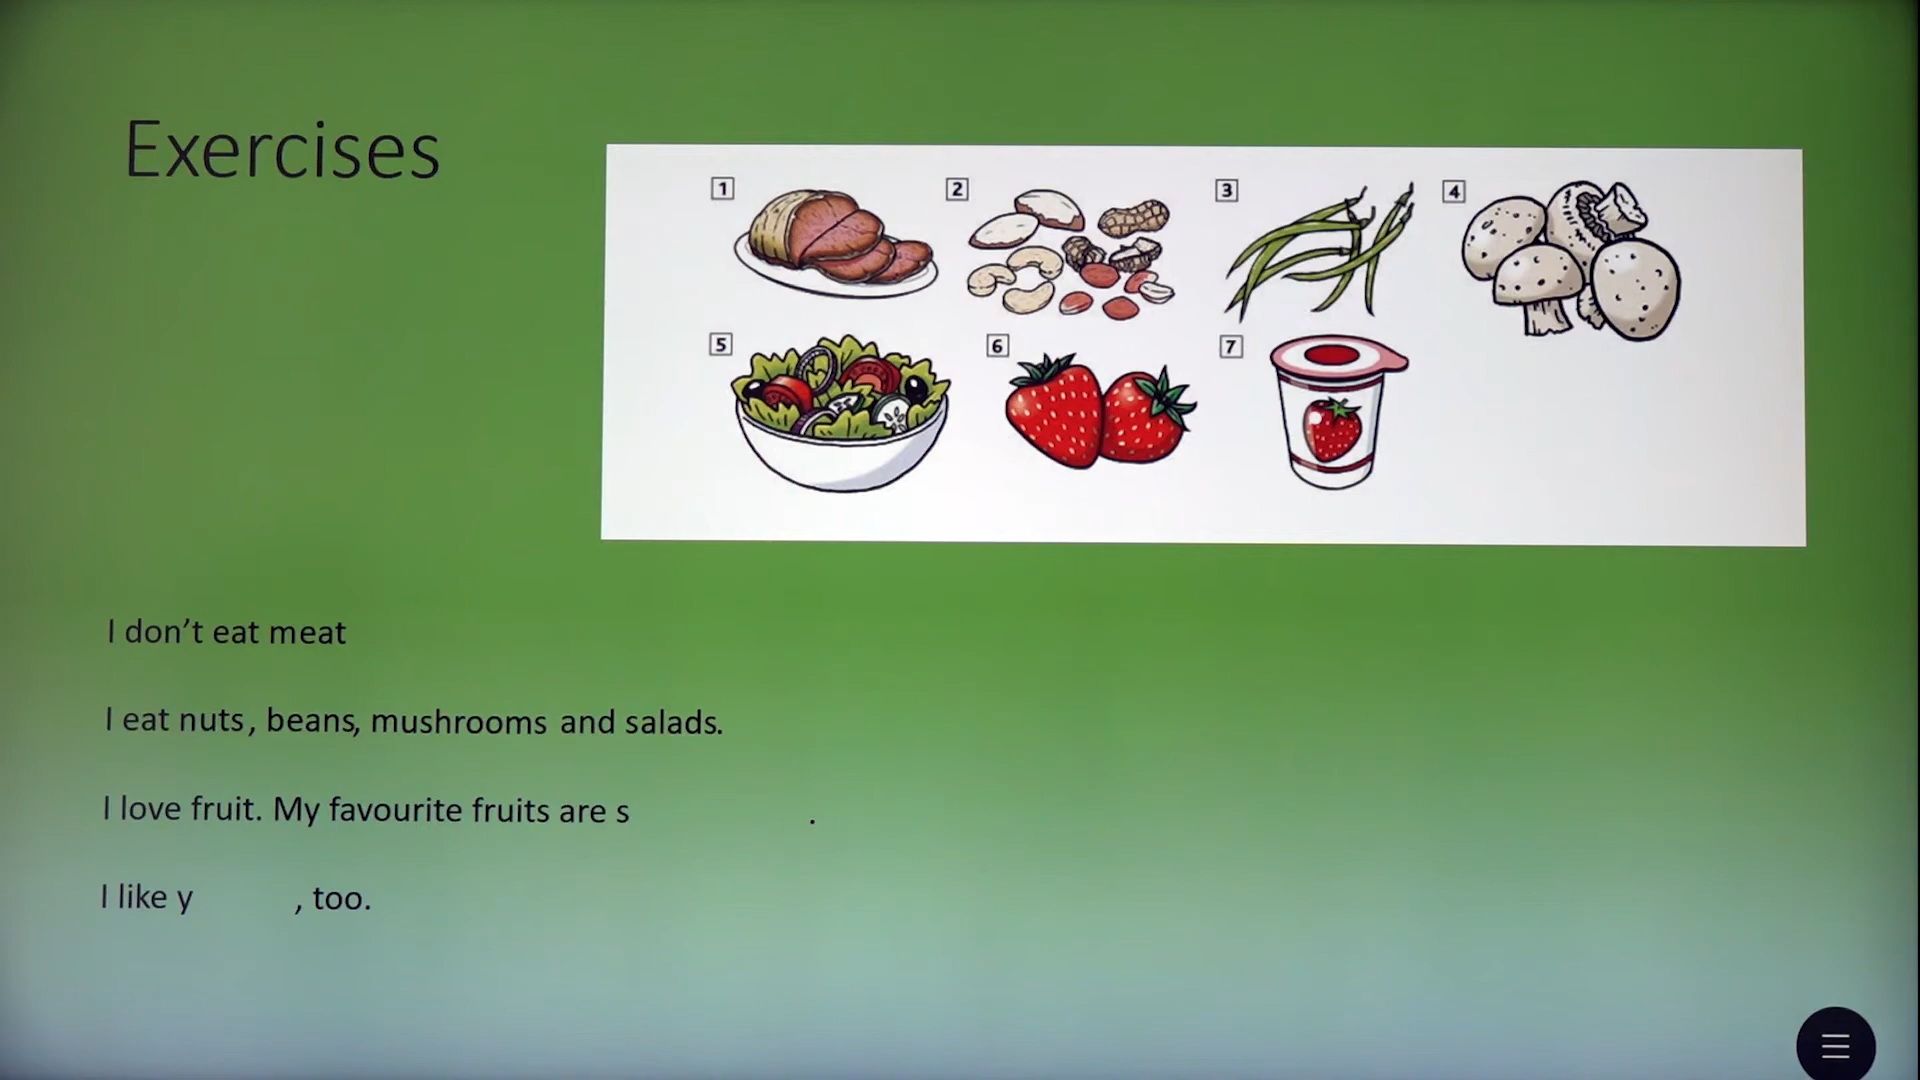 Exercises
1 2 3 4
5 6 7
I don't eat meat
I eat nuts, beans, mushrooms and salads.
I love fruit. My favourite fruits are s .
I like y , too.